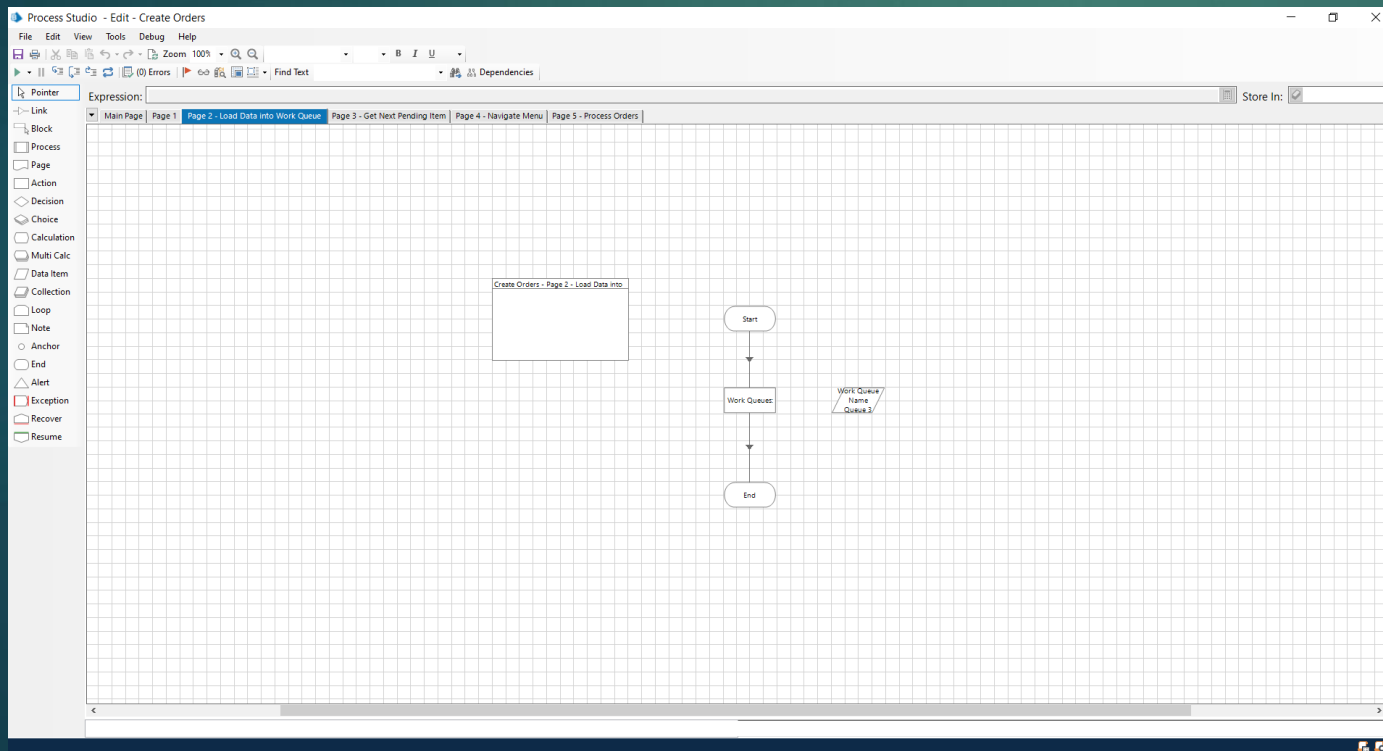 Process Studio - Edit - Create Orders
File Edit View Tools Debug Help
Zoom 100% B I U
(0) Errors Find Text Dependencies
Pointer
Expression:
Store In:
Link
Main Page Page 1 Page 2 - Load Data into Work Queue Page 3 - Get Next Pending Item Page 4 - Navigate Menu Page 5 - Process Orders
Block
Process
Page
Action
Decision
Choice
Calculation
Multi Calc
Data Item
Collection
Loop
Note
Anchor
End
Alert
Exception
Recover
Resume
Create Orders - Page 2 - Load Data into
Start
Work Queues:
Work Queue
Name
Queue 3
End